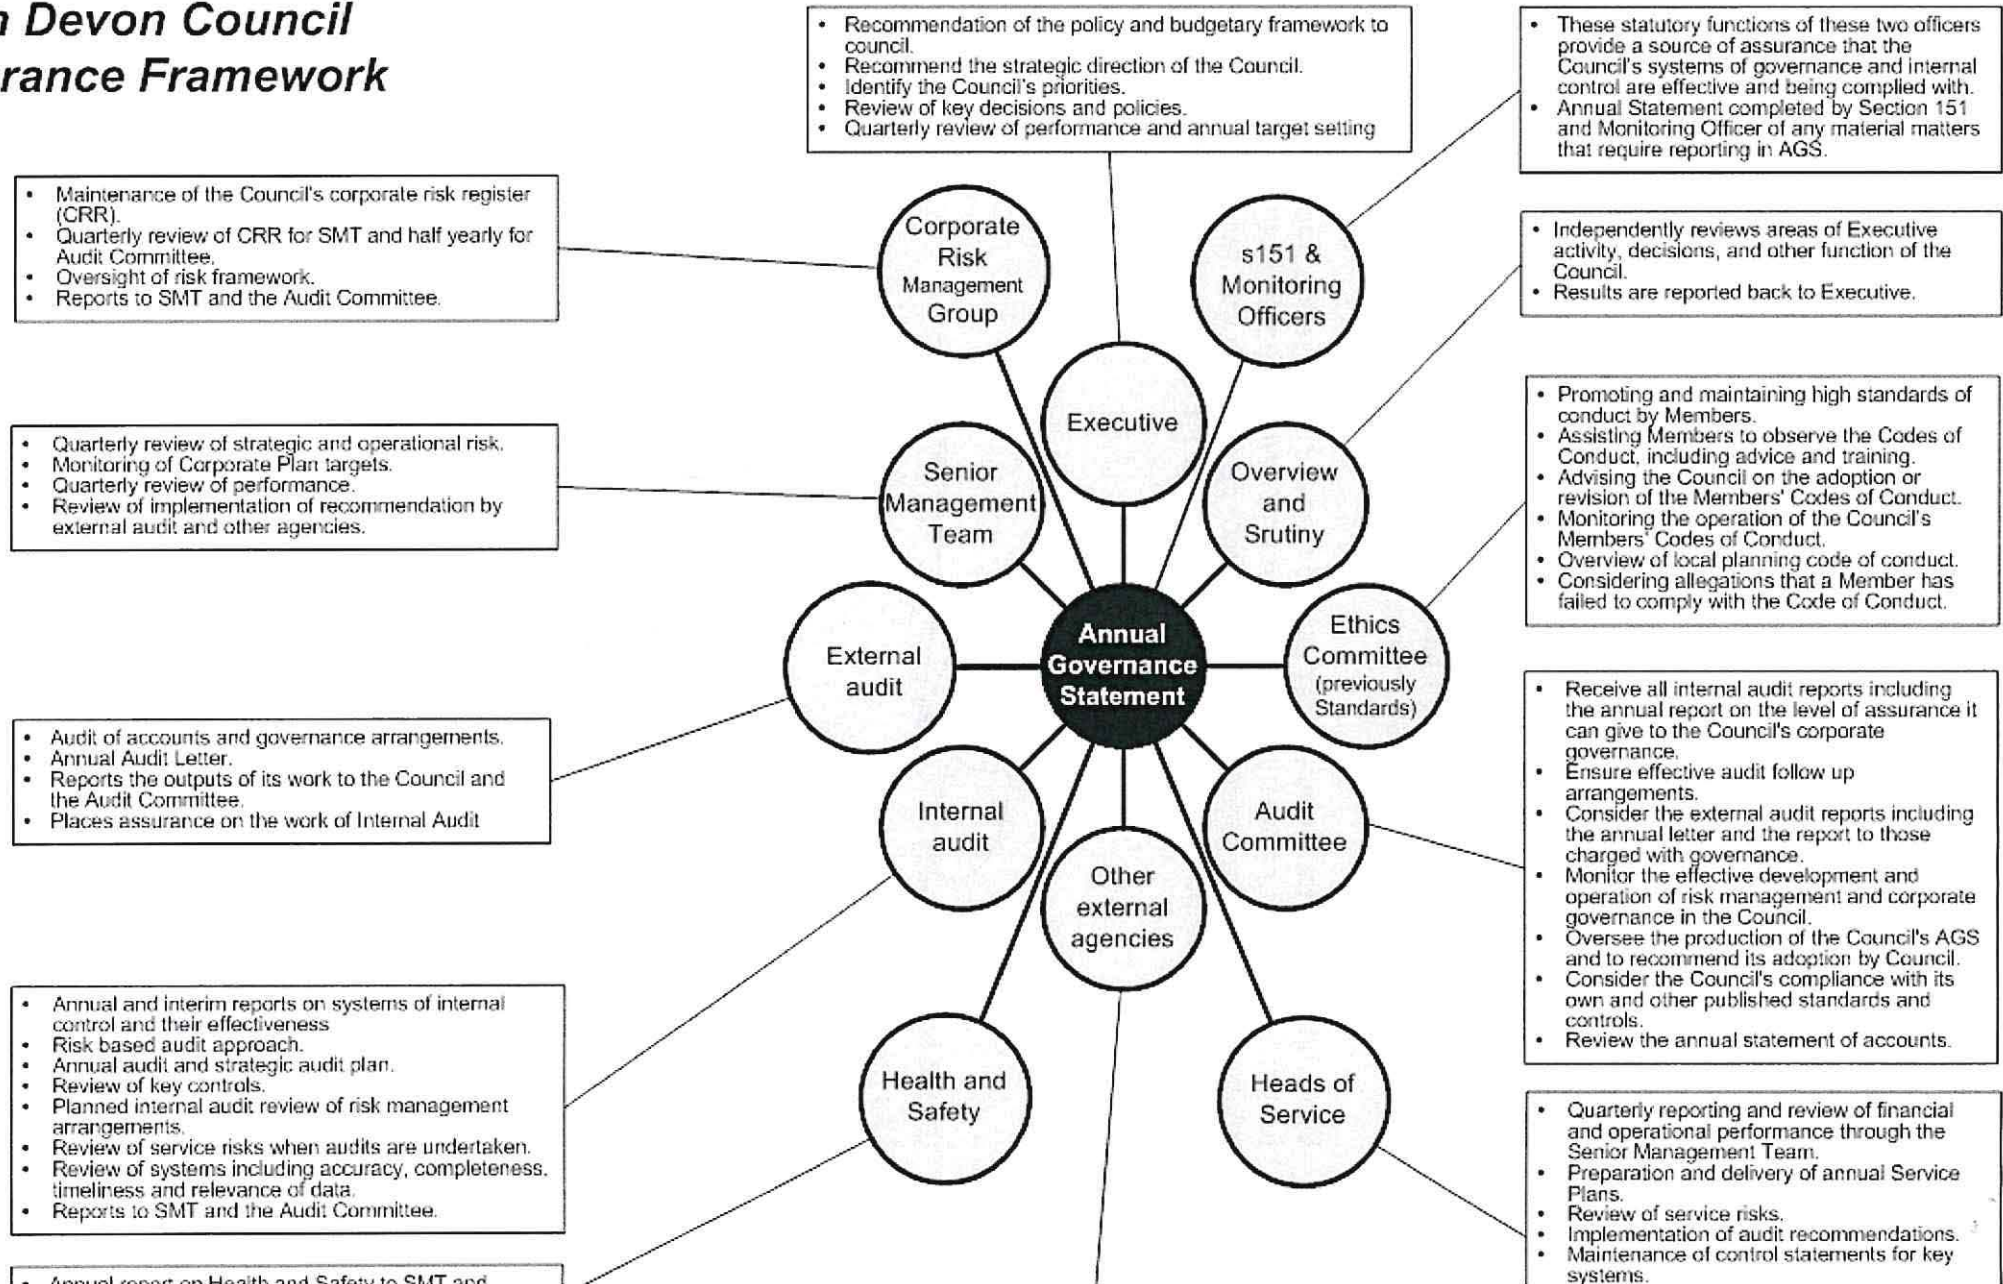 Devon Council
Framework
• Recommendation of the policy and budgetary framework to
council.
• Recommend the strategic direction of the Council.
• Identify the Council's priorities.
• Review of key decisions and policies.
• Quarterly review of performance and annual target setting
• These statutory functions of these two officers
provide a source of assurance that the
Council's systems of governance and internal
control are effective and being complied with.
• Annual Statement completed by Section 151
and Monitoring Officer of any material matters
that require reporting in AGS.
• Maintenance of the Council's corporate risk register
(CRR).
• Quarterly review of CRR for SMT and half yearly for
Audit Committee.
• Oversight of risk framework.
• Reports to SMT and the Audit Committee.
Corporate
Risk
Management
Group
s151 &
Monitoring
Officers
• Independently reviews areas of Executive
activity, decisions, and other function of the
Council.
• Results are reported back to Executive.
Executive
• Quarterly review of strategic and operational risk.
• Monitoring of Corporate Plan targets.
• Quarterly review of performance.
• Review of implementation of recommendation by
external audit and other agencies.
Senior
Management
Team
Overview
and
Srutiny
• Promoting and maintaining high standards of
conduct by Members.
• Assisting Members to observe the Codes of
Conduct, including advice and training.
• Advising the Council on the adoption or
revision of the Members' Codes of Conduct.
• Monitoring the operation of the Council's
Members' Codes of Conduct.
• Overview of local planning code of conduct.
• Considering allegations that a Member has
failed to comply with the Code of Conduct.
External
audit
Annual
Governance
Statement
Ethics
Committee
(previously
Standards)
• Audit of accounts and governance arrangements.
• Annual Audit Letter.
• Reports the outputs of its work to the Council and
the Audit Committee.
• Places assurance on the work of Internal Audit
Internal
audit
Other
external
agencies
Audit
Committee
• Receive all internal audit reports including
the annual report on the level of assurance it
can give to the Council's corporate
governance.
• Ensure effective audit follow up
arrangements.
• Consider the external audit reports including
the annual letter and the report to those
charged with governance.
• Monitor the effective development and
operation of risk management and corporate
governance in the Council.
• Oversee the production of the Council's AGS
and to recommend its adoption by Council.
• Consider the Council's compliance with its
own and other published standards and
controls.
• Review the annual statement of accounts.
• Annual and interim reports on systems of internal
control and their effectiveness
• Risk based audit approach.
• Annual audit and strategic audit plan.
• Review of key controls.
• Planned internal audit review of risk management
arrangements.
• Review of service risks when audits are undertaken.
• Review of systems including accuracy, completeness,
timeliness and relevance of data.
• Reports to SMT and the Audit Committee.
Health and
Safety
Heads of
Service
• Quarterly reporting and review of financial
and operational performance through the
Senior Management Team.
• Preparation and delivery of annual Service
Plans.
• Review of service risks.
• Implementation of audit recommendations.
• Maintenance of control statements for key
systems.
• Annual report on Health and Safety to SMT and